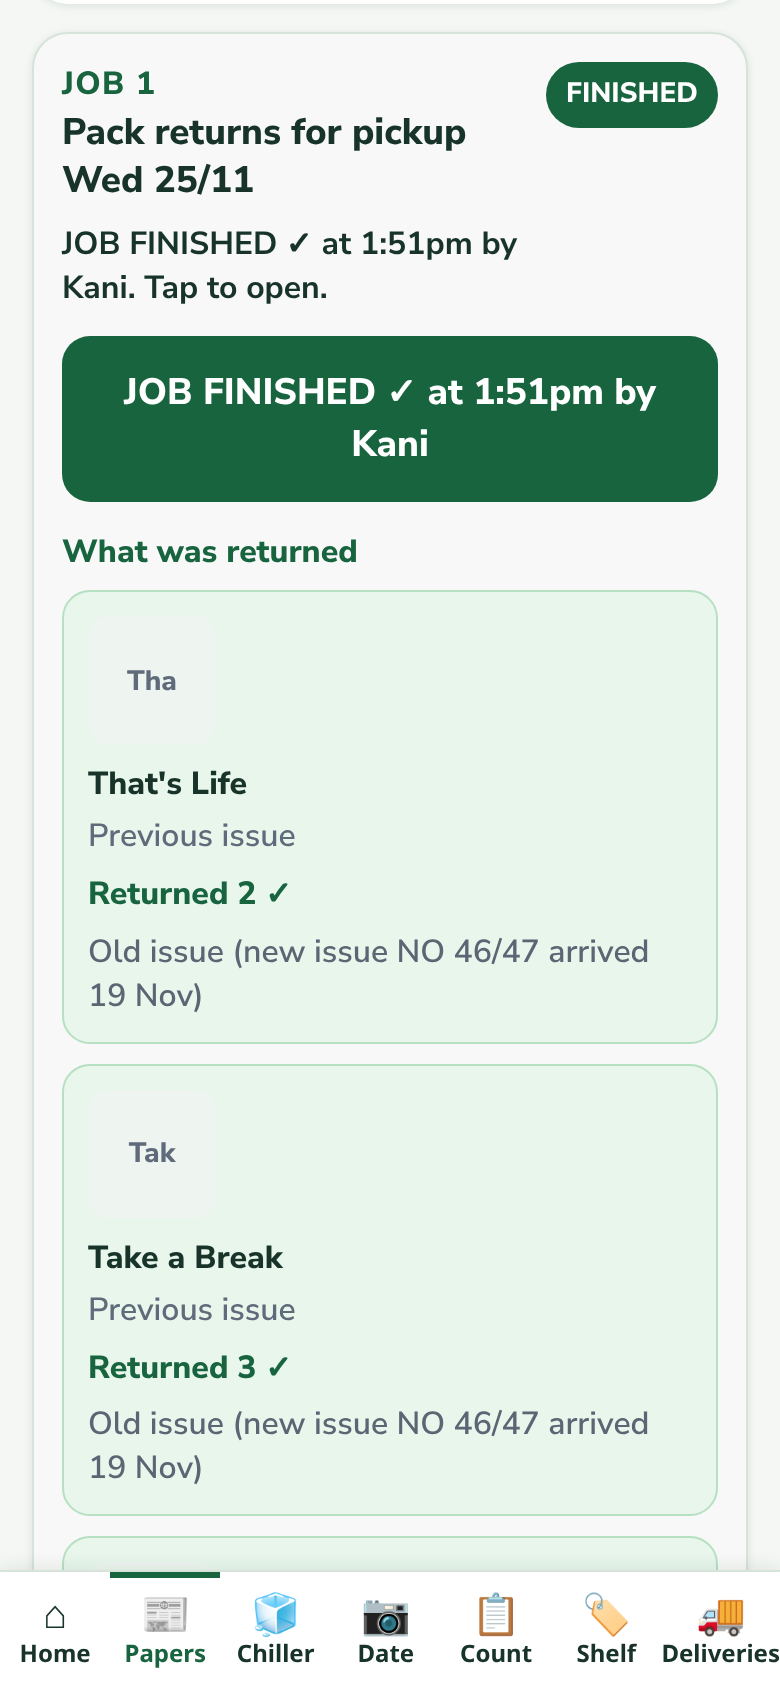 JOB 1
FINISHED
Pack returns for pickup
Wed 25/11
JOB FINISHED ✓ at 1:51pm by
Kani. Tap to open.
JOB FINISHED ✓ at 1:51pm by
Kani
What was returned
Tha
That's Life
Previous issue
Returned 2 ✓
Old issue (new issue NO 46/47 arrived
19 Nov)
Tak
Take a Break
Previous issue
Returned 3 ✓
Old issue (new issue NO 46/47 arrived
19 Nov)
Home Papers Chiller Date Count Shelf Deliveries